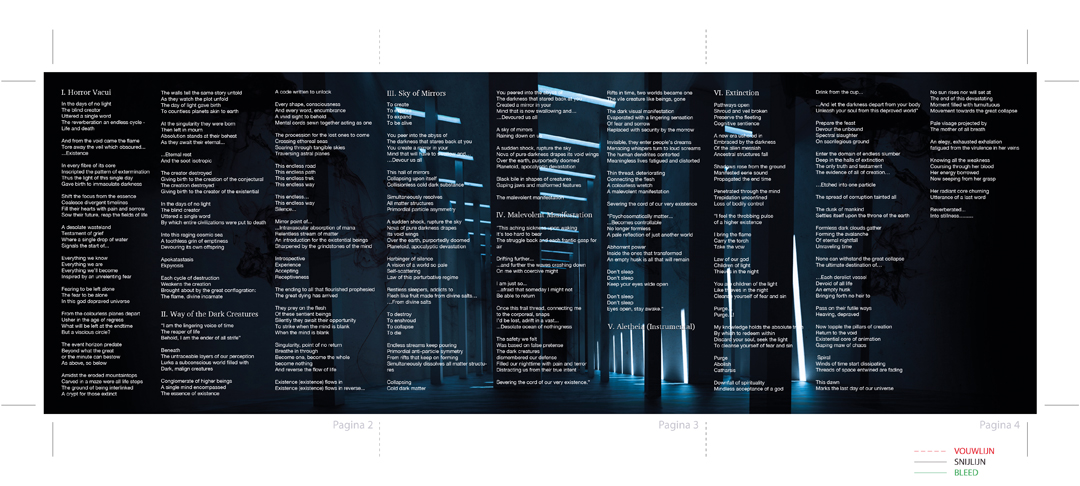 I. Horror Vacui
In the days of no light
The blind creator
Uttered a single word
The reverberation an endless cycle -
Life and death
And from the void came the flame
Tore away the veil which obscured...
...Existence
In every fibre of its core
Inscripted the pattern of extermination
Thus the light of this single day
Gave birth to immaculate darkness
Shift the focus from the essence
Coalesce divergent timelines
Fill their hearts with pain and sorrow
Sow their future, reap the fields of life
A desolate wasteland
Testament of grief
Where a single drop of water
Signals the start of...
Everything we know
Everything we are
Everything we'll become
Inspired by an unrelenting fear
Fearing to be left alone
The fear to be alone
In this god depraved universe
From the colourless planes depart
Usher in the age of regress
What will be left at the endtime
But a viscous circle?
The event horizon predate
Beyond what the great
or the minute can bestow
As above, so below
Amidst the eroded mountaintops
Carved in a maze were all life stops
The ground of being interlinked
A crypt for those extinct
The walls tell the same story untold
As they watch the plot unfold
The day of light gave birth
To countless planets akin to earth
At the singularity they were born
Then left in mourn
Absolution stands at their behest
As they await their eternal...
...Eternal rest
And the soot isotropic
The creator destroyed
Giving birth to the creation of the conjectural
The creation destroyed
Giving birth to the creator of the existential
In the days of no light
The blind creator
Uttered a single word
By which entire civilizations were put to death
Into this raging cosmic sea
A toothless grin of emptiness
Devouring its own offspring
Apokatastasis
Ekpyrosis
Each cycle of destruction
Weakens the creation
Brought about by the great conflagration:
The flame, divine incarnate
II. Way of the Dark Creatures
"I am the lingering voice of time
The reaper of life
Behold, I am the ender of all strife"
Beneath
The untraceable layers of our perception
Lurks a subconscious world filled with
Dark, malign creatures
Conglomerate of higher beings
A single mind encompassed
The essence of existence
A code written to unlock
Every shape, consciousness
And every word, encumbrance
A vivid sight to behold
Mental cords sewn together acting as one
The procession for the lost ones to come
Crossing ethereal seas
Soaring through tangible skies
Traversing astral planes
This endless road
This endless path
This endless trek
This endless way
This endless...
This endless way
Silence...
Mirror point of...
...Intravascular absorption of mana
Relentless stream of matter
An introduction for the existential beings
Sharpened by the grindstones of the mind
Introspective
Experience
Accepting
Receptiveness
The ending to all that flourished prophesied
The great dying has arrived
They prey on the flesh
Of these sentient beings
Silently they await their opportunity
To strike when the mind is blank
When the mind is blank
Singularity, point of no return
Breathe in through
Become one, become the whole
become nothing
And reverse the flow of life
Existence (existence) flows in
Existence (existence) flows in reverse...
III. Sky of Mirrors
To create
To
To expand
To be alive
You peer into the abyss of
The darkness that stares back at you
You create a mirror in your
Mind that will
...Devour us all
This hall of mirrors
Collapsing upon itself
Collisionless cold dark substance
Simultaneously resolves
All matter structures
Primordial particle asymmetry
A sudden shock, rupture the sky
Nova of pure darkness drapes
its void wings
Over the earth, purportedly doomed
Planetoid, apocalyptic devastation
Harbinger of silence
A vision of a world so pale
Self-scattering
Law of this perturbative regime
Restless sleepers, addicts to
Flesh like fruit made from divine salts...
...From divine salts
To destroy
To enshroud
To collapse
To die
Endless streams keep pouring
Primordial anti-particle symmetry
From rifts that keep on forming
Simultaneously dissolves all matter structu-
res
Collapsing
Cold dark matter
You peered into the abyss of
The darkness that stared back at you
Created a mirror in your
Mind that is now swallowing and...
...Devoured us all
A sky of mirrors
Raining down on us
A sudden shock, rupture the sky
Nova of pure darkness drapes its void wings
Over the earth, purportedly doomed
Planetoid, apocalyptic devastation
Black bile in shapes of creatures
Gaping jaws and malformed features
The malevolent manifestation
IV. Malevolent Manifestation
"This aching sickness upon waking
It's too hard to bear
The struggle back and each frantic gasp for
air
Drifting further...
...and further the waves crashing down
On me with coercive might
I am just so...
...afraid that someday I might not
Be able to return
Once this frail thread, connecting me
to the corporeal, snaps
I'd be lost, adrift in a vast...
...Desolate ocean of nothingness
The safety we felt
Was based on false pretense
The dark creatures
dismembered our defense
Filled our nighttime with pain and terror
Distracting us from their true intent
Severing the cord of our very existence."
Rifts in time, two worlds became one
The vile creature like beings, gone
The dark visual manifestation
Evaporated with a lingering sensation
Of fear and sorrow
Replaced with security by the morrow
Invisible, they enter people's dreams
Menacing whispers turn to loud screams
The human dendrites contorted
Meaningless lives fatigued and distorted
Thin thread, deteriorating
Connecting the flesh
A colourless wretch
A malevolent manifestation
Severing the cord of our very existence
"Psychosomatically matter...
...Becomes controllable
No longer formless
A pale reflection of just another world
Abhorrent power
Inside the ones that transformed
An empty husk is all that will remain
Don't sleep
Don't sleep
Keep your eyes wide open
Don't sleep
Don't sleep
Eyes open, stay awake."
V. Aletheia (Instrumental)
VI. Extinction
Pathways open
Shroud and veil broken
Preserve the fleeting
Cognitive sentience
A new era ushered in
Embraced by the darkness
Of the alien messiah
Ancestral structures fall
Shadows rose from the ground
Manifested eerie sound
Propagated the end time
Penetrated through the mind
Trepidation unconfined
Loss of bodily control
"I feel the throbbing pulse
of a higher existence
I bring the flame
Carry the torch
Take the vow
Law of our god
Children of light
Thieves in the night
You are children of the light
Like thieves in the night
Cleanse yourself of fear and sin
Purge...
Purge...!
My knowledge holds the absolute
By which to redeem within
Discard your soul, seek the light
To cleanse yourself of fear and sin
Purge
Absolve
Catharsis
Downfall of spirituality
Mindless acceptance of a god
Drink from the cup...
...And let the darkness depart from your body
Unleash your soul from this depraved world"
Prepare the feast
Devour the unbound
Spectral daughter
On sacrilegious ground
Enter the domain of endless slumber
Deep in the halls of extinction
The only truth and testament
The evidence of all of creation...
...Etched into one particle
The spread of corruption tainted all
The dusk of mankind
Settles itself upon the throne of the earth
Formless dark clouds gather
Forming the avalanche
Of eternal nightfall
Unraveling time
None can withstand the great collapse
The ultimate destination of...
...Each derelict vessel
Devoid of all life
An empty husk
Bringing forth no heir to.
Pass on their futile ways
Heaving, depraved
Now topple the pillars of creation
Return to the void
Existential core of animation
Gaping maze of chaos
Spiral
Winds of time start dissipating
Threads of space entwined are fading
This dawn
Marks the last day of our universe
No sun rises nor will set at
The end of this devastating
Moment filled with tumultuous
Movement towards the great collapse
Pale visage projected by
The mother of all breath
An elegy, exhausted exhalation
fatigued from the virulence in her veins
Knowing all the weakness
Coursing through her blood
Her energy borrowed
Now seeping from her grasp
Her radiant core churning
Utterance of a last word
Reverberated...
Into stillness.........
Pagina 2
Pagina 3
Pagina 4
VOUWLIJN
SNIJLIJN
BLEED